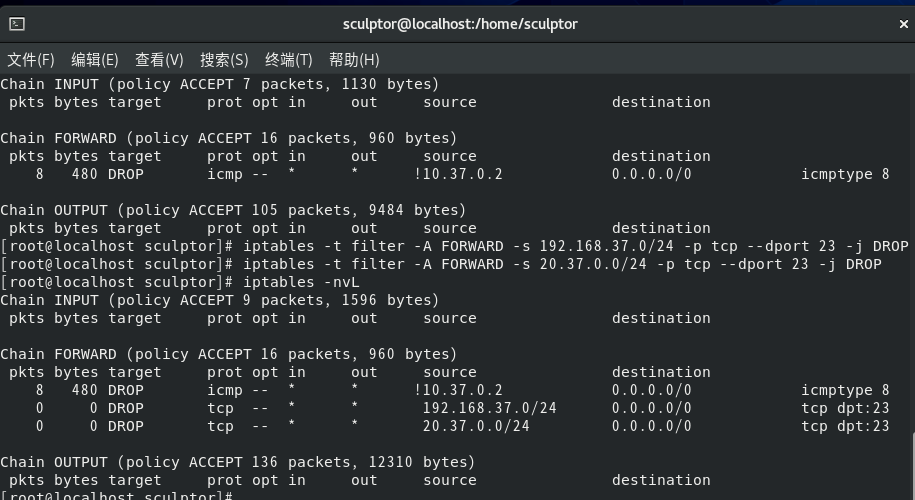 sculptor@localhost:/home/sculptor ×
文件(F) 编辑(E) 查看(V) 搜索(S) 终端(T) 帮助(H)
Chain INPUT (policy ACCEPT 7 packets, 1130 bytes)
 pkts bytes target     prot opt in     out     source               destination

Chain FORWARD (policy ACCEPT 16 packets, 960 bytes)
 pkts bytes target     prot opt in     out     source               destination
    8   480 DROP       icmp --  *      *      !10.37.0.2            0.0.0.0/0            icmptype 8

Chain OUTPUT (policy ACCEPT 105 packets, 9484 bytes)
 pkts bytes target     prot opt in     out     source               destination
[root@localhost sculptor]# iptables -t filter -A FORWARD -s 192.168.37.0/24 -p tcp --dport 23 -j DROP
[root@localhost sculptor]# iptables -t filter -A FORWARD -s 20.37.0.0/24 -p tcp --dport 23 -j DROP
[root@localhost sculptor]# iptables -nvL
Chain INPUT (policy ACCEPT 9 packets, 1596 bytes)
 pkts bytes target     prot opt in     out     source               destination

Chain FORWARD (policy ACCEPT 16 packets, 960 bytes)
 pkts bytes target     prot opt in     out     source               destination
    8   480 DROP       icmp --  *      *      !10.37.0.2            0.0.0.0/0            icmptype 8
    0     0 DROP       tcp  --  *      *       192.168.37.0/24      0.0.0.0/0            tcp dpt:23
    0     0 DROP       tcp  --  *      *       20.37.0.0/24         0.0.0.0/0            tcp dpt:23

Chain OUTPUT (policy ACCEPT 136 packets, 12310 bytes)
 pkts bytes target     prot opt in     out     source               destination
[root@localhost sculptor]#